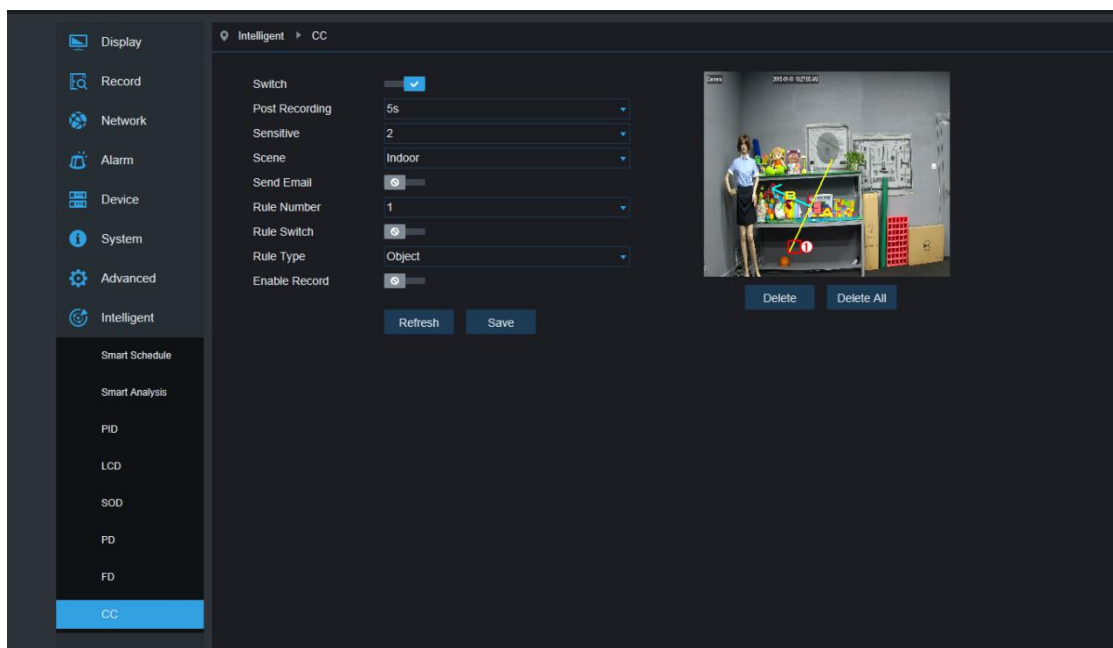 Display
Record
Network
Alarm
Device
System
Advanced
Intelligent
Smart Schedule
Smart Analysis
PID
LCD
SOD
PD
FD
CC
Intelligent CC
Switch
Post Recording 5s
Sensitive 2
Scene Indoor
Send Email
Rule Number 1
Rule Switch
Rule Type Object
Enable Record
Refresh Save
Camera
1
Delete Delete All